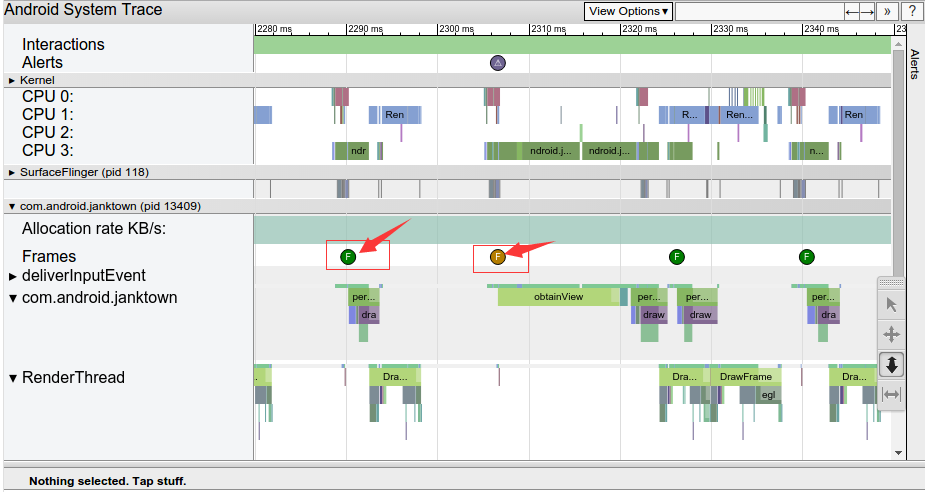 Android System Trace View Options ▾ ←→ » ?
2280 ms 2290 ms 2300 ms 2310 ms 2320 ms 2330 ms 2340 ms 23
Interactions
Alerts
Alerts
▸ Kernel
CPU 0:
CPU 1: Ren R... Ren... Ren
CPU 2:
CPU 3: ndr ndroid.j... ndroid.j... n...
▸ SurfaceFlinger (pid 118)
▾ com.android.janktown (pid 13409)
Allocation rate KB/s:
Frames F F F F
▸ deliverInputEvent
▾ com.android.janktown per... obtainView per... per... per...
dra draw draw dra
▾ RenderThread . Dra... Dra... DrawFrame Dra...
egl
Nothing selected. Tap stuff.